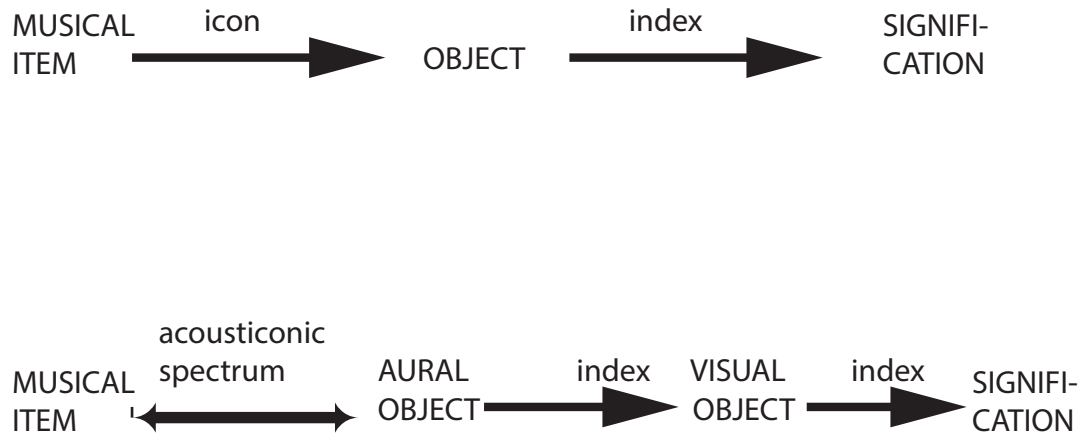 MUSICAL
ITEM
icon
OBJECT
index
SIGNIFI-
CATION
MUSICAL
ITEM
acousticonic
spectrum
AURAL
OBJECT
index
VISUAL
OBJECT
index
SIGNIFI-
CATION